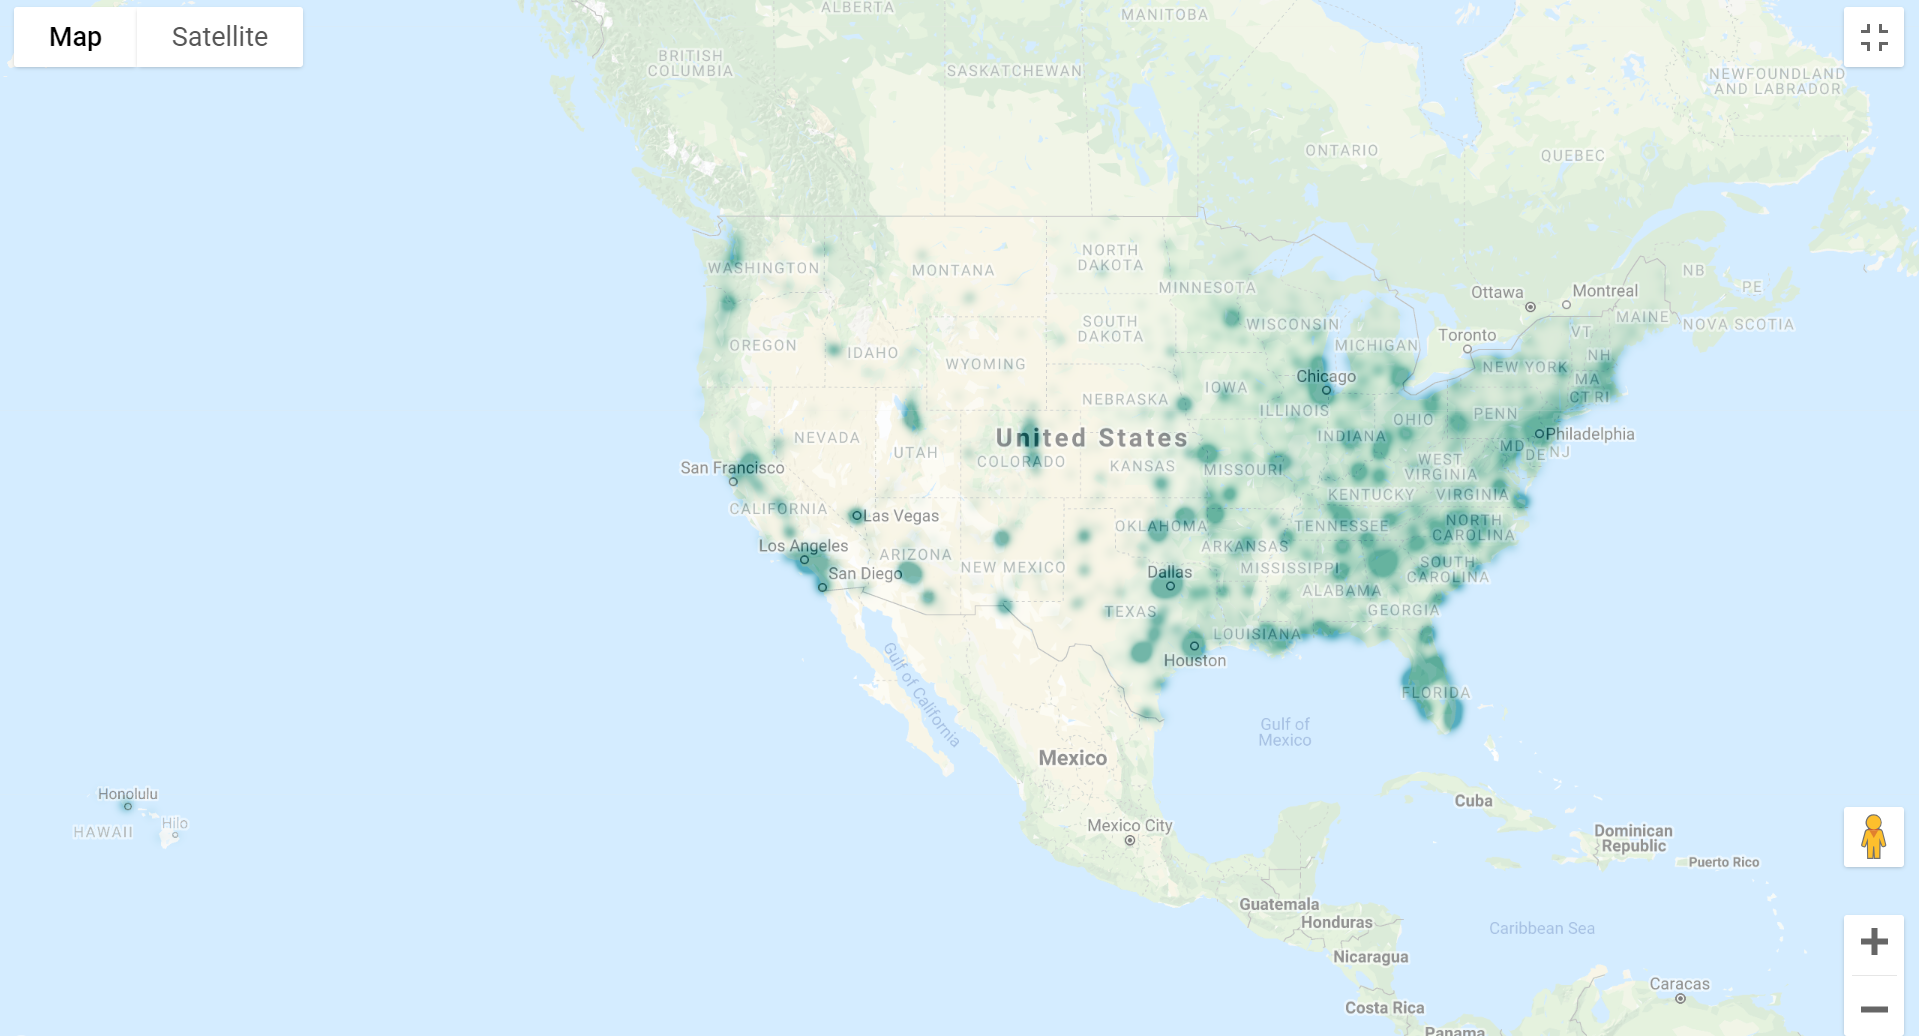 Map
Satellite
ALBERTA
MANITOBA
BRITISH
COLUMBIA
SASKATCHEWAN
NEWFOUNDLAND
AND LABRADOR
ONTARIO
QUEBEC
WASHINGTON
MONTANA
NORTH
DAKOTA
MINNESOTA
Ottawa
Montreal
NB
PE
SOUTH
DAKOTA
WISCONSIN
MICHIGAN
Toronto
VT
MAINE
NOVA SCOTIA
OREGON
IDAHO
WYOMING
NH
NEW YORK
Chicago
IOWA
MA
NEBRASKA
ILLINOIS
CT
RI
OHIO
PENN
NEVADA
United States
INDIANA
Philadelphia
UTAH
COLORADO
KANSAS
MISSOURI
MD
DE
NJ
San Francisco
WEST
VIRGINIA
KENTUCKY
VIRGINIA
CALIFORNIA
Las Vegas
OKLAHOMA
TENNESSEE
NORTH
CAROLINA
Los Angeles
ARIZONA
NEW MEXICO
ARKANSAS
MISSISSIPPI
SOUTH
CAROLINA
San Diego
Dallas
ALABAMA
TEXAS
GEORGIA
LOUISIANA
Houston
FLORIDA
Gulf of California
Gulf of
Mexico
Mexico
Honolulu
HAWAII
Hilo
Cuba
Mexico City
Dominican
Republic
Puerto Rico
Guatemala
Honduras
Caribbean Sea
Nicaragua
Caracas
Costa Rica
Panama